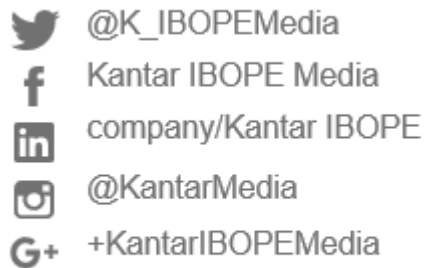 @K_IBOPEMedia
Kantar IBOPE Media
company/Kantar IBOPE
@KantarMedia
+KantarIBOPEMedia